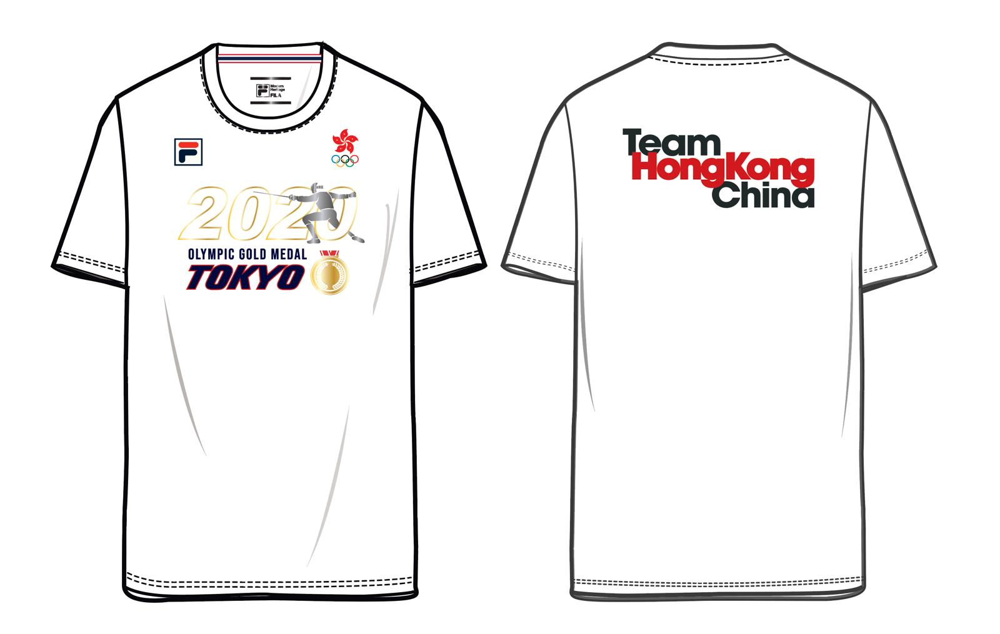 Modern
Heritage
FILA
2020
OLYMPIC GOLD MEDAL
TOKYO
Team
HongKong
China